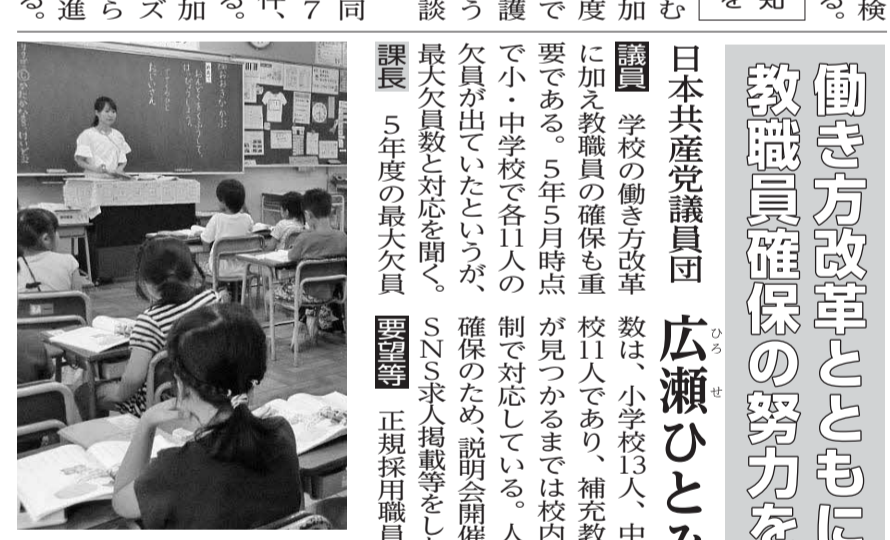 検
る。
知
を
む
加
度
で
護
う
談
同
７
件、
る。
加
ズ
ら
進
る。
働き方改革とともに
教職員確保の努力を
日本共産党議員団　広瀬ひとみ
ひろせ
議員　学校の働き方改革
に加え教職員の確保も重
要である。５年５月時点
で小・中学校で各11人の
欠員が出ていたというが、
最大欠員数と対応を聞く。
課長　５年度の最大欠員
数は、小学校13人、中
校11人であり、補充教
が見つかるまでは校内
制で対応している。人
確保のため、説明会開催
ＳＮＳ求人掲載等をし
要望等　正規採用職員